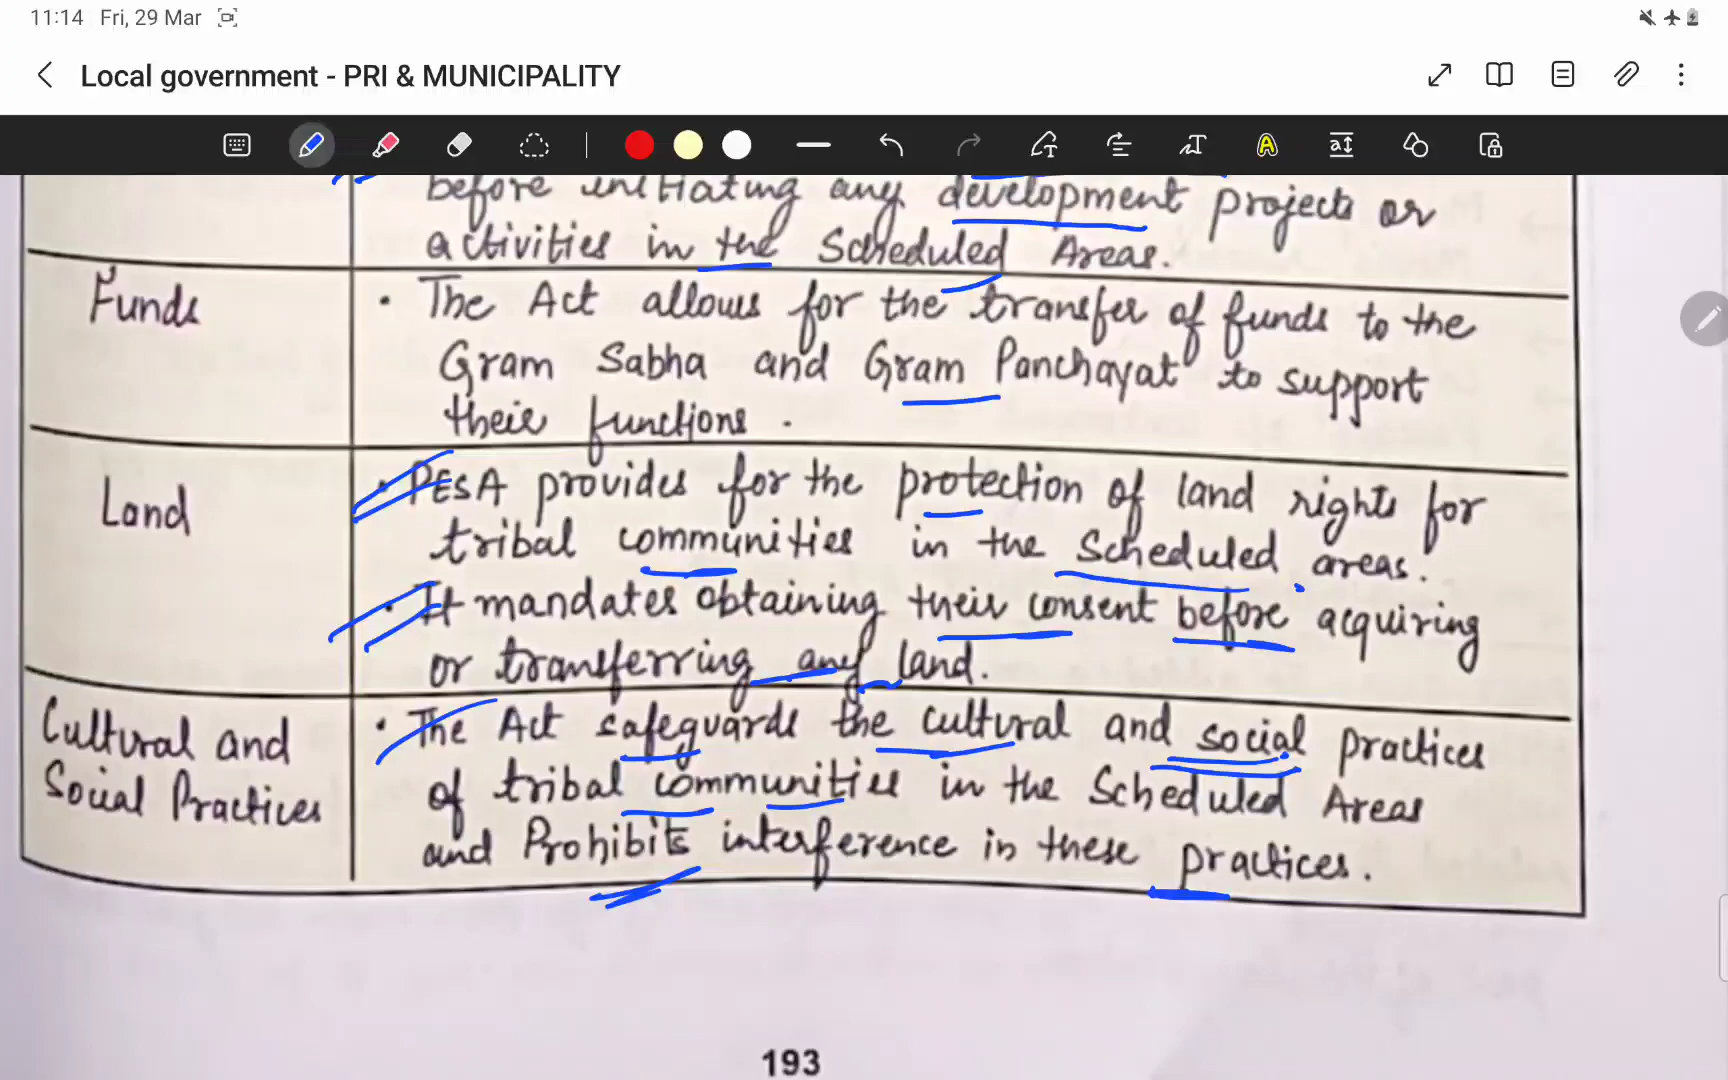 11:14 Fri, 29 Mar
Local government - PRI & MUNICIPALITY
before initiating any development projects or
activities in the Scheduled Areas.
Funds
• The Act allows for the transfer of funds to the
Gram Sabha and Gram Panchayat to support
their functions.
Land
• PESA provides for the protection of land rights for
tribal communities in the Scheduled areas.
• It mandates obtaining their consent before acquiring
or transferring any land.
Cultural and
Social Practices
• The Act safeguards the cultural and social practices
of tribal communities in the Scheduled Areas
and Prohibits interference in these practices.
193